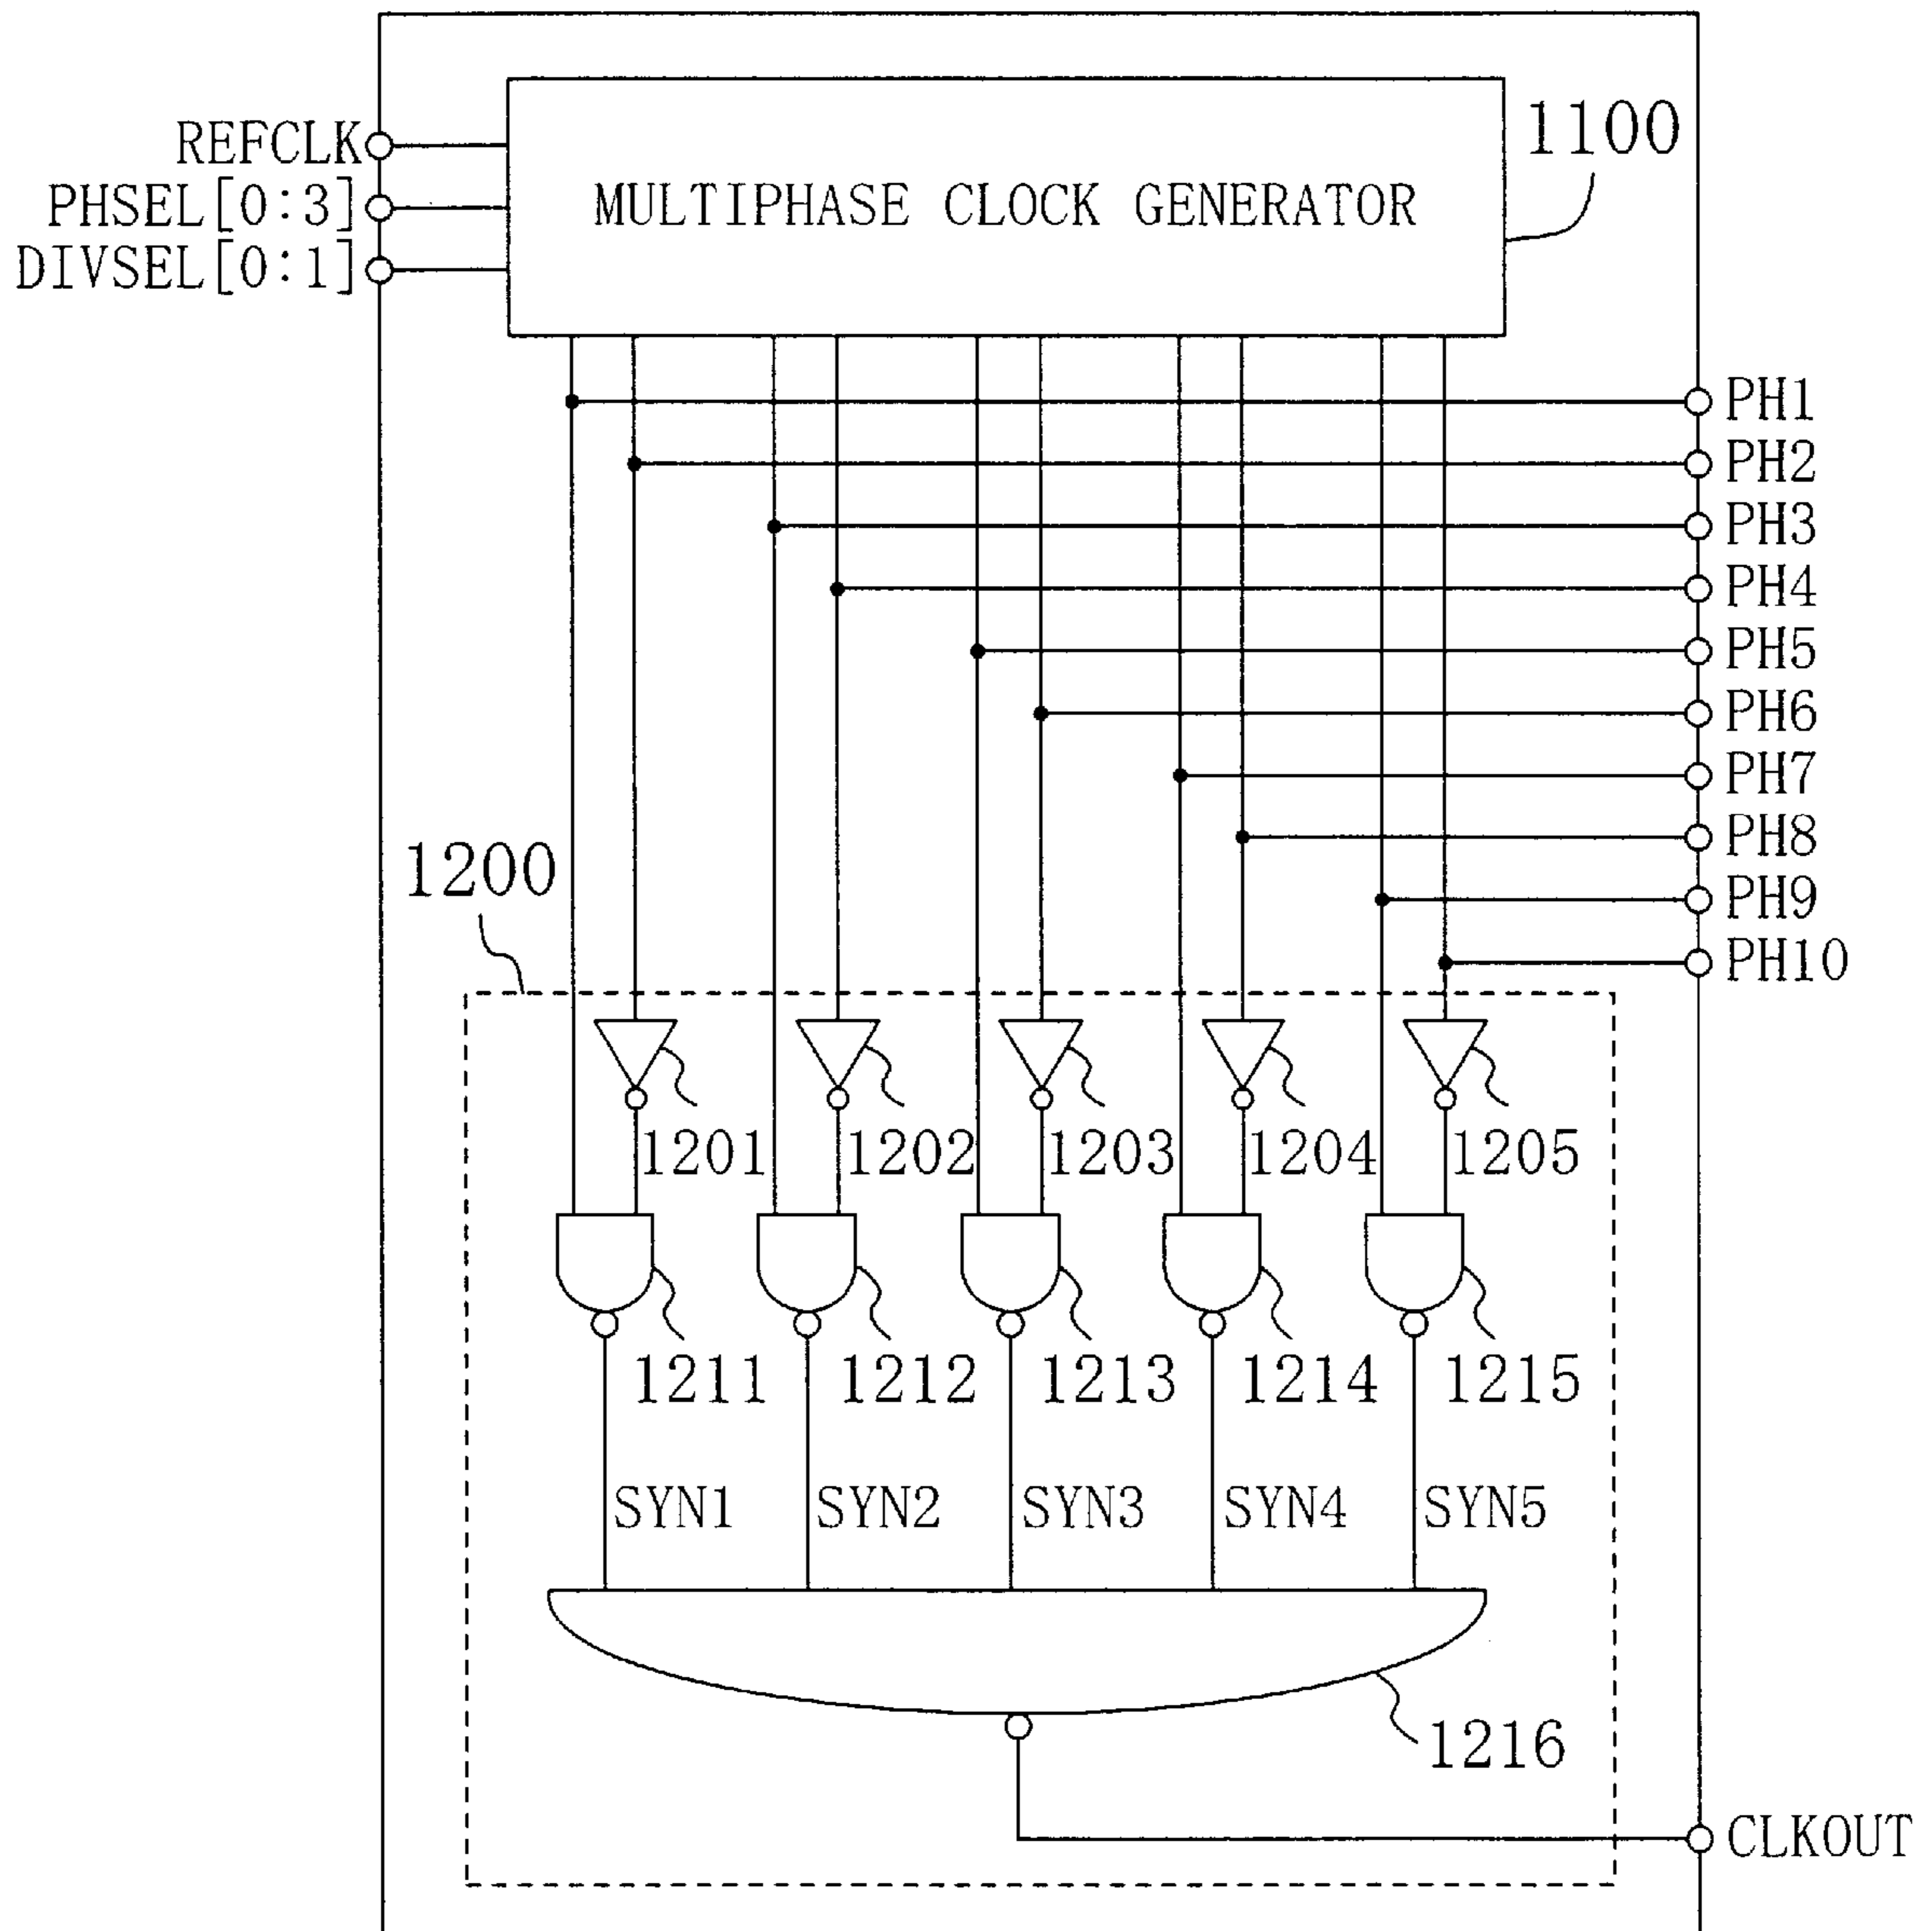 1100
REFCLK
PHSEL[0:3]
DIVSEL[0:1]
MULTIPHASE CLOCK GENERATOR
PH1
PH2
PH3
PH4
PH5
PH6
PH7
PH8
PH9
PH10
1200
1201
1202
1203
1204
1205
1211
1212
1213
1214
1215
SYN1
SYN2
SYN3
SYN4
SYN5
1216
CLKOUT